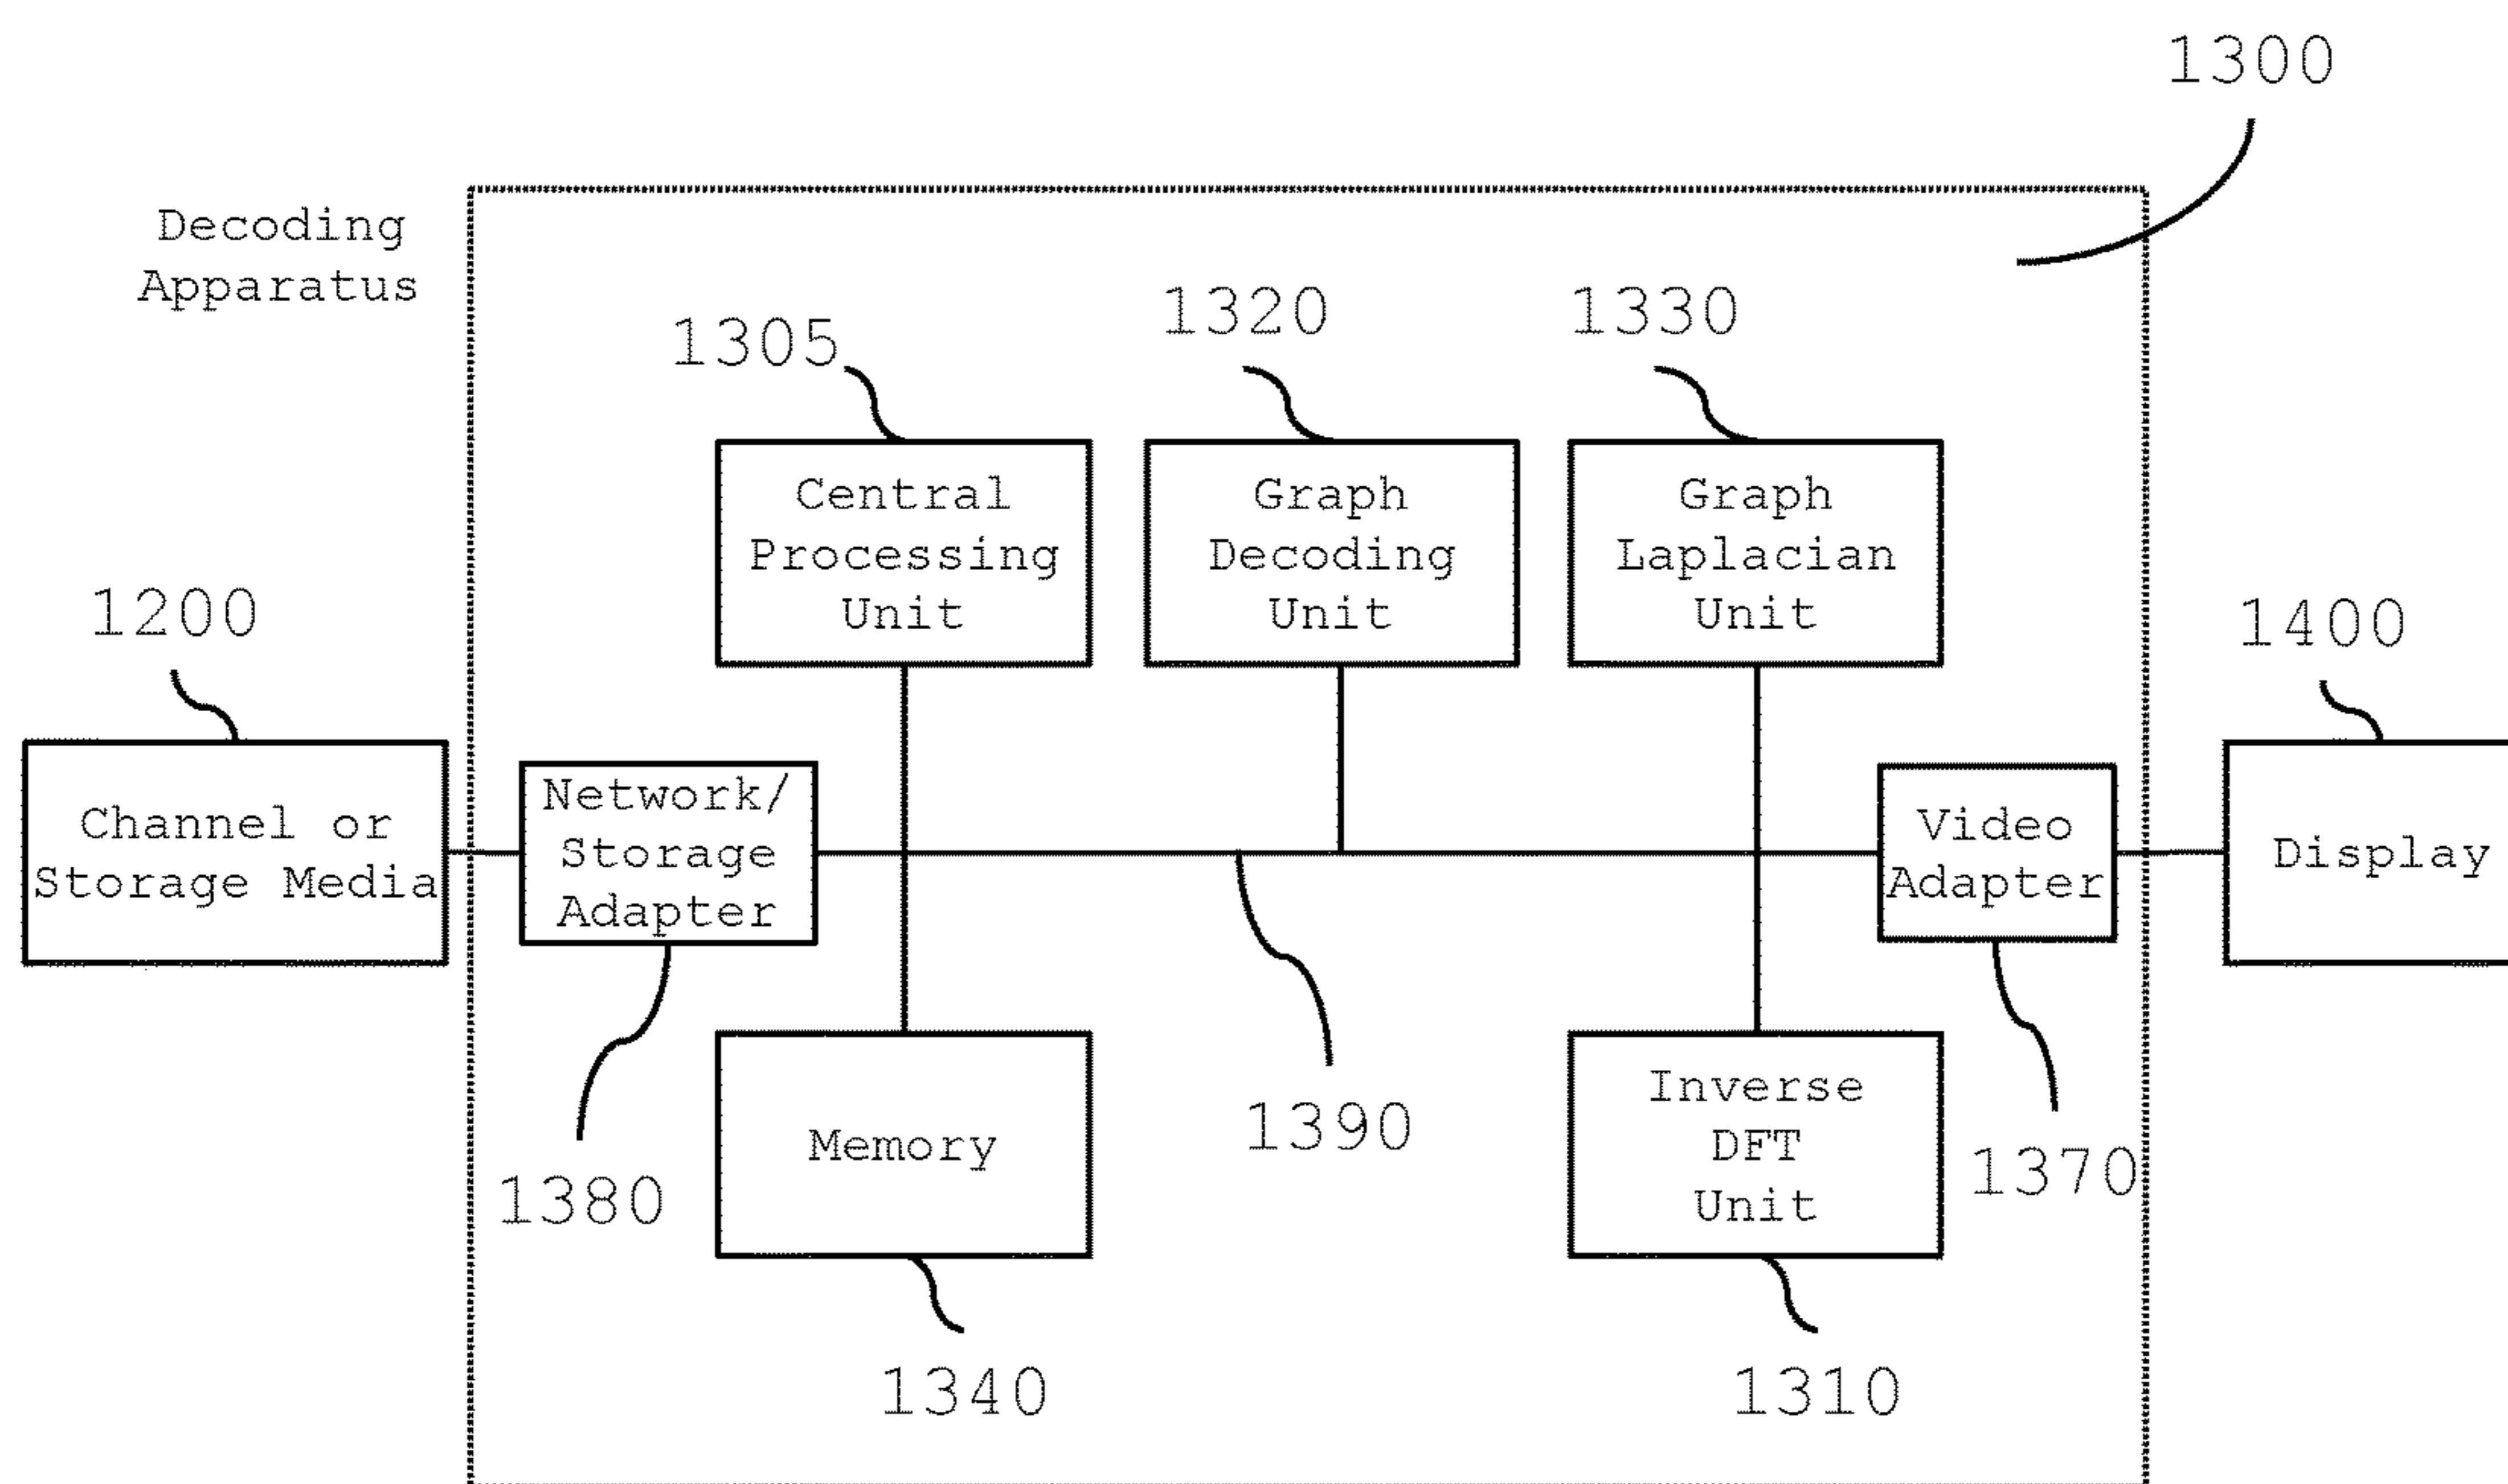 1300
Decoding
Apparatus
1305
1320
1330
Central
Processing
Unit
Graph
Decoding
Unit
Graph
Laplacian
Unit
1200
1400
Channel or
Storage Media
Network/
Storage
Adapter
Video
Adapter
Display
1380
Memory
1390
Inverse
DFT
Unit
1370
1340
1310